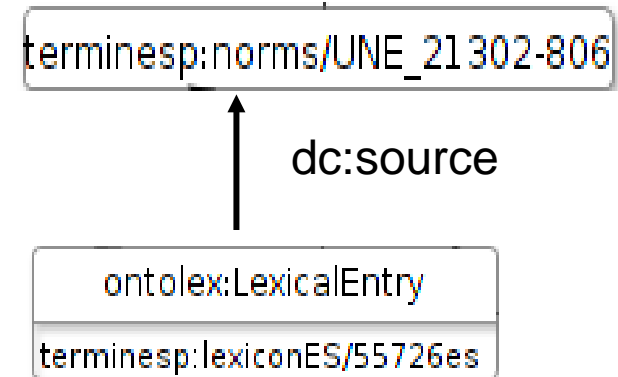 terminesp:norms/UNE_21302-806
dc:source
ontolex:LexicalEntry
terminesp:lexiconES/55726es